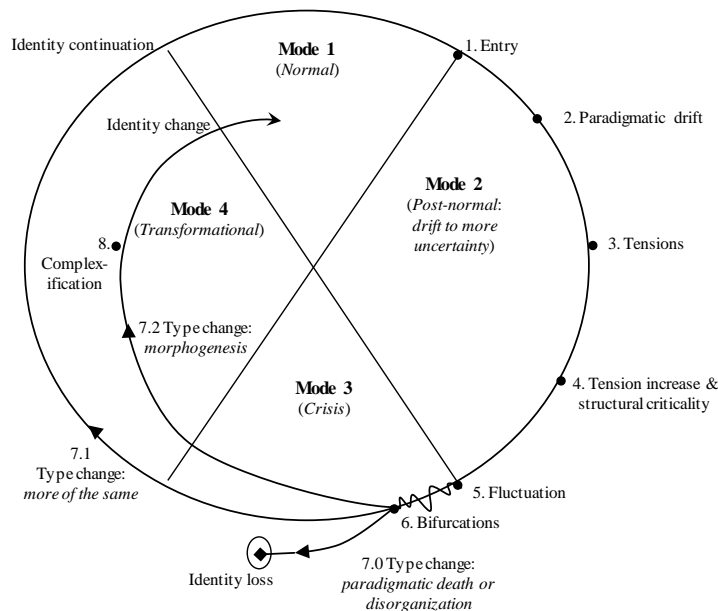 Identity continuation
Mode 1
(Normal)
1. Entry
Identity change
2. Paradigmatic drift
Mode 2
(Post-normal:
drift to more
uncertainty)
Mode 4
(Transformational)
8.
Complex-
ification
3. Tensions
7.2 Type change:
morphogenesis
Mode 3
(Crisis)
4. Tension increase &
structural criticality
7.1
Type change:
more of the same
5. Fluctuation
6. Bifurcations
Identity loss
7.0 Type change:
paradigmatic death or
disorganization